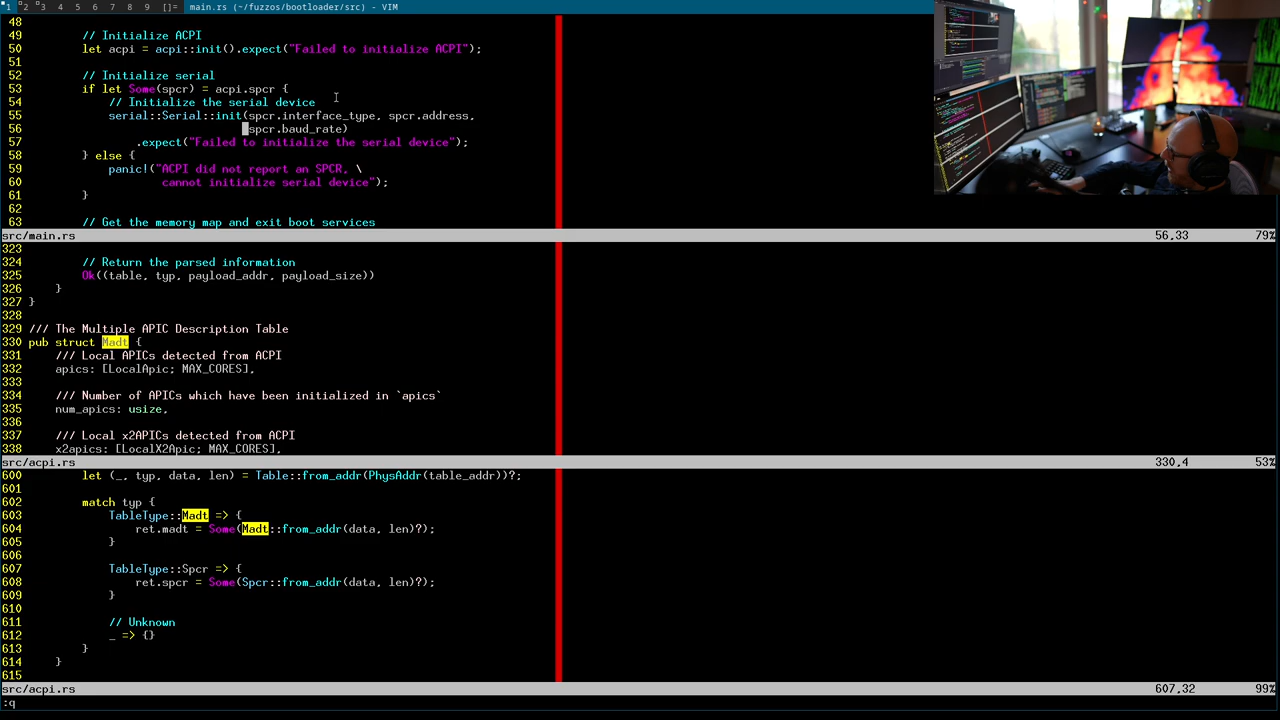 1 2 3 4 5 6 7 8 9 []= main.rs (~/fuzzos/bootloader/src) - VIM
48
49         // Initialize ACPI
50         let acpi = acpi::init().expect("Failed to initialize ACPI");
51
52         // Initialize serial
53         if let Some(spcr) = acpi.spcr {
54             // Initialize the serial device
55             serial::Serial::init(spcr.interface_type, spcr.address,
56                                  spcr.baud_rate)
57                 .expect("Failed to initialize the serial device");
58         } else {
59             panic!("ACPI did not report an SPCR, \
60                     cannot initialize serial device");
61         }
62
63         // Get the memory map and exit boot services
src/main.rs 56,33 79%
323
324         // Return the parsed information
325         Ok((table, typ, payload_addr, payload_size))
326     }
327 }
328
329 /// The Multiple APIC Description Table
330 pub struct Madt {
331     /// Local APICs detected from ACPI
332     apics: [LocalApic; MAX_CORES],
333
334     /// Number of APICs which have been initialized in `apics`
335     num_apics: usize,
336
337     /// Local x2APICs detected from ACPI
338     x2apics: [LocalX2Apic; MAX_CORES],
src/acpi.rs 330,4 53%
600         let (_, typ, data, len) = Table::from_addr(PhysAddr(table_addr))?;
601
602         match typ {
603             TableType::Madt => {
604                 ret.madt = Some(Madt::from_addr(data, len)?);
605             }
606
607             TableType::Spcr => {
608                 ret.spcr = Some(Spcr::from_addr(data, len)?);
609             }
610
611             // Unknown
612             _ => {}
613         }
614     }
615
src/acpi.rs 607,32 99%
:q